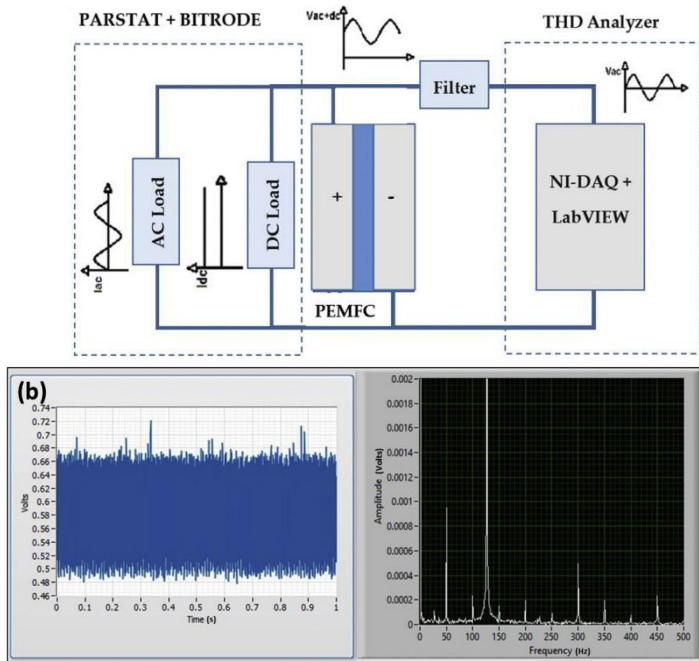 PARSTAT + BITRODE
THD Analyzer
Vac+dc
Vac
Filter
AC Load
DC Load
Iac
Idc
+
-
PEMFC
NI-DAQ +
LabVIEW
(b)
0.74
0.72
0.7
0.68
0.66
0.64
0.62
0.6
0.58
0.56
0.54
0.52
0.5
0.48
0.46
Volts
0 0.1 0.2 0.3 0.4 0.5 0.6 0.7 0.8 0.9 1
Time (s)
0.002
0.0018
0.0016
0.0014
0.0012
0.001
0.0008
0.0006
0.0004
0.0002
0
Amplitude (Volts)
0 50 100 150 200 250 300 350 400 450 500
Frequency (Hz)